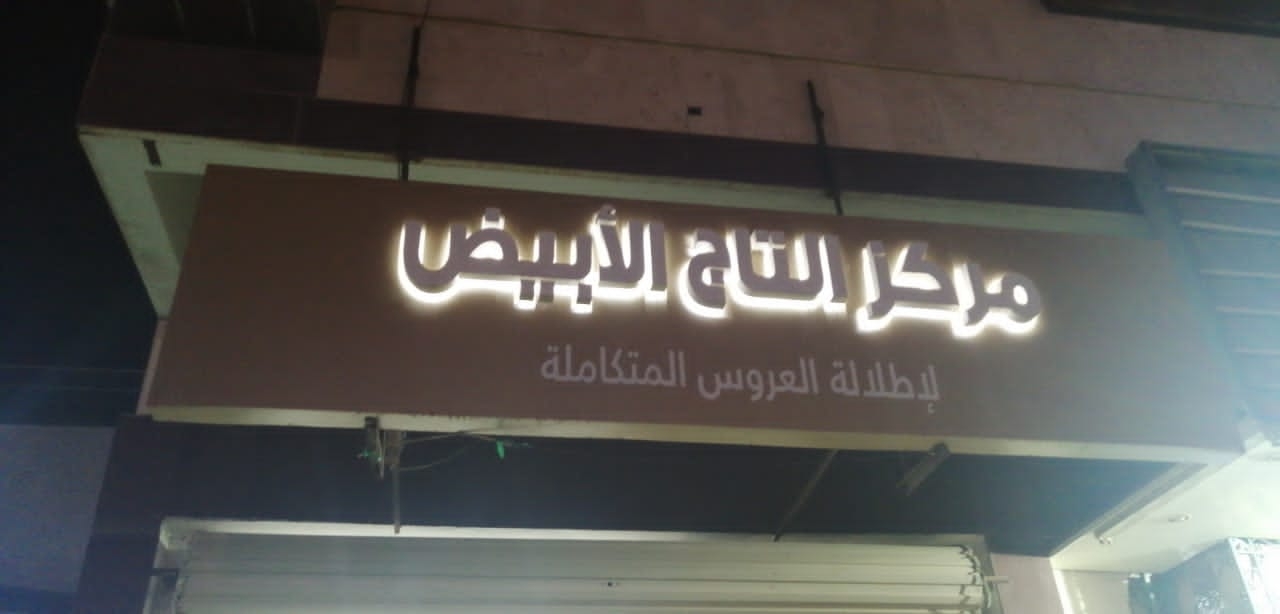 مركز التاج الأبيض
لإطلالة العروس المتكاملة